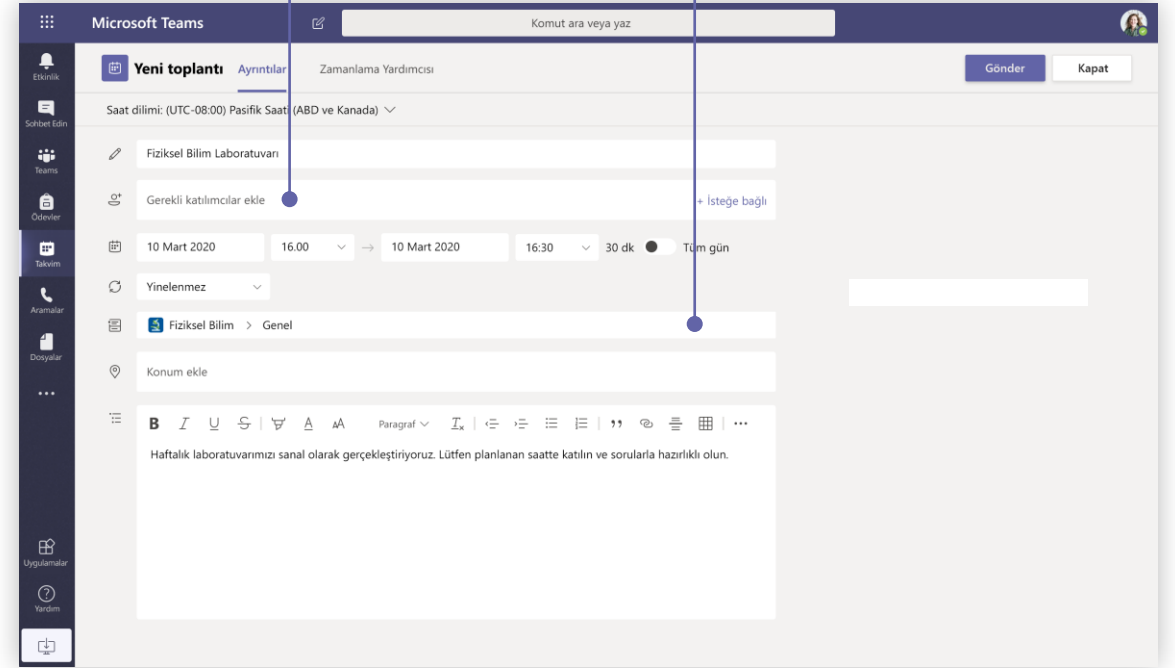 Microsoft Teams
Komut ara veya yaz
Etkinlik
Sohbet Edin
Teams
Ödevler
Takvim
Aramalar
Dosyalar
Uygulamalar
Yardım
Yeni toplantı Ayrıntılar Zamanlama Yardımcısı
Gönder Kapat
Saat dilimi: (UTC-08:00) Pasifik Saati (ABD ve Kanada)
Fiziksel Bilim Laboratuvarı
Gerekli katılımcılar ekle + İsteğe bağlı
10 Mart 2020 16.00 → 10 Mart 2020 16:30 30 dk Tüm gün
Yinelenmez
Fiziksel Bilim > Genel
Konum ekle
B I U S A AA Paragraf Ix
Haftalık laboratuvarımızı sanal olarak gerçekleştiriyoruz. Lütfen planlanan saatte katılın ve sorularla hazırlıklı olun.